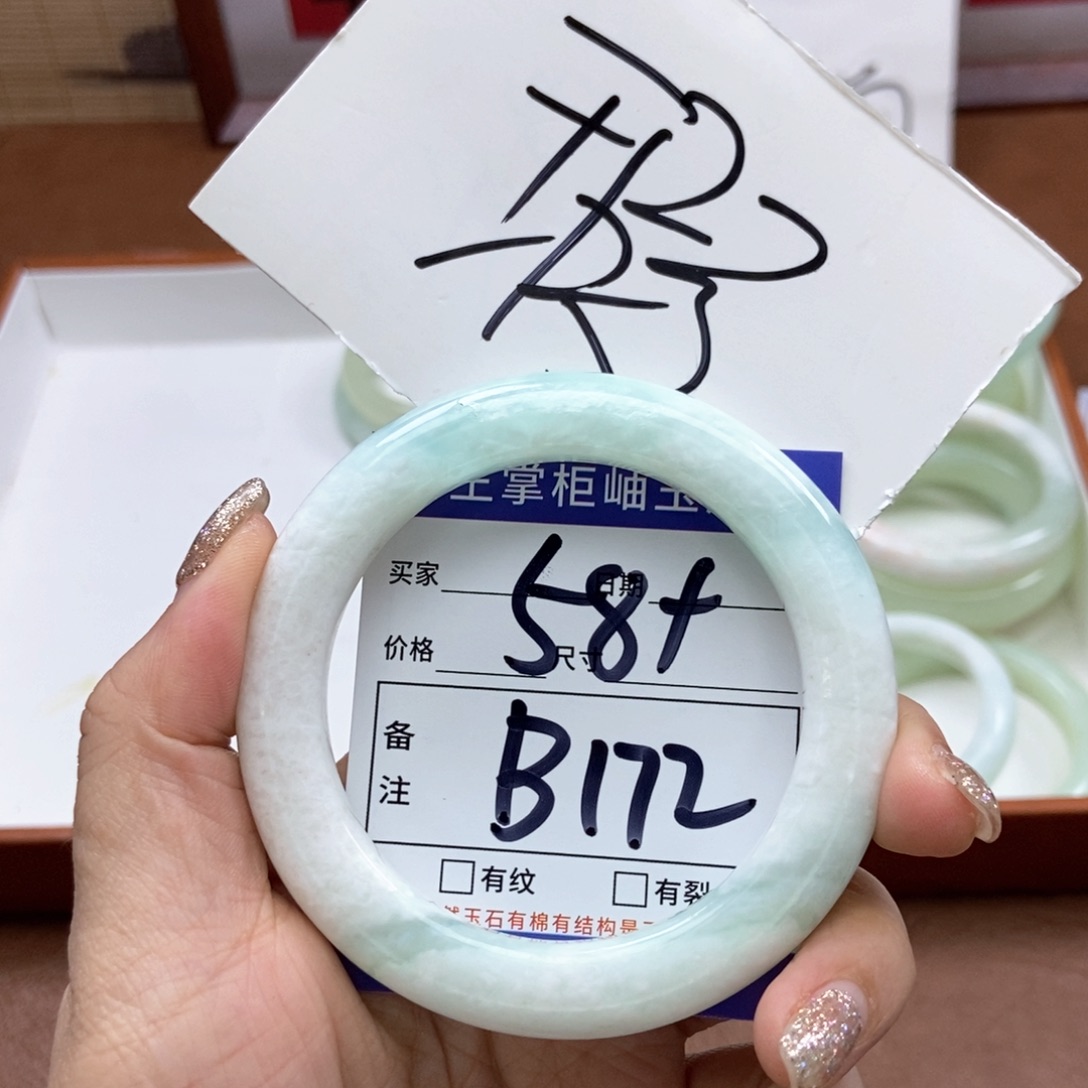 掌柜岫玉
买家 日期
58+
价格 尺寸
备注
B172
有纹 有裂
玉石有棉有结构是